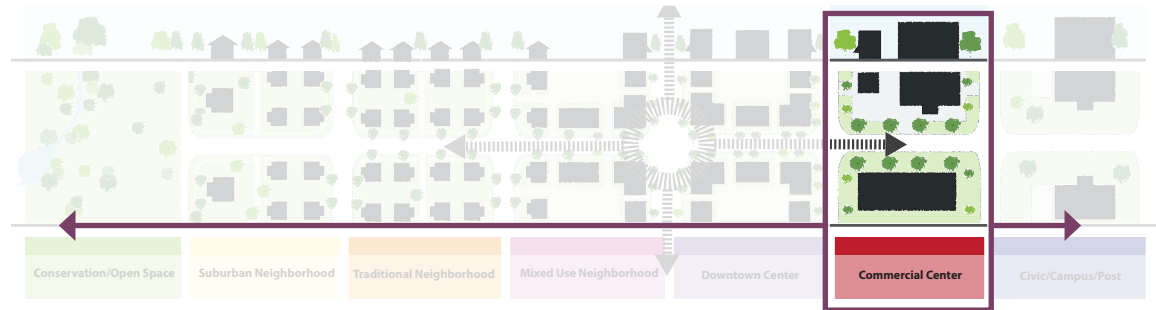 Conservation/Open Space
Suburban Neighborhood
Traditional Neighborhood
Mixed Use Neighborhood
Downtown Center
Commercial Center
Civic/Campus/Post